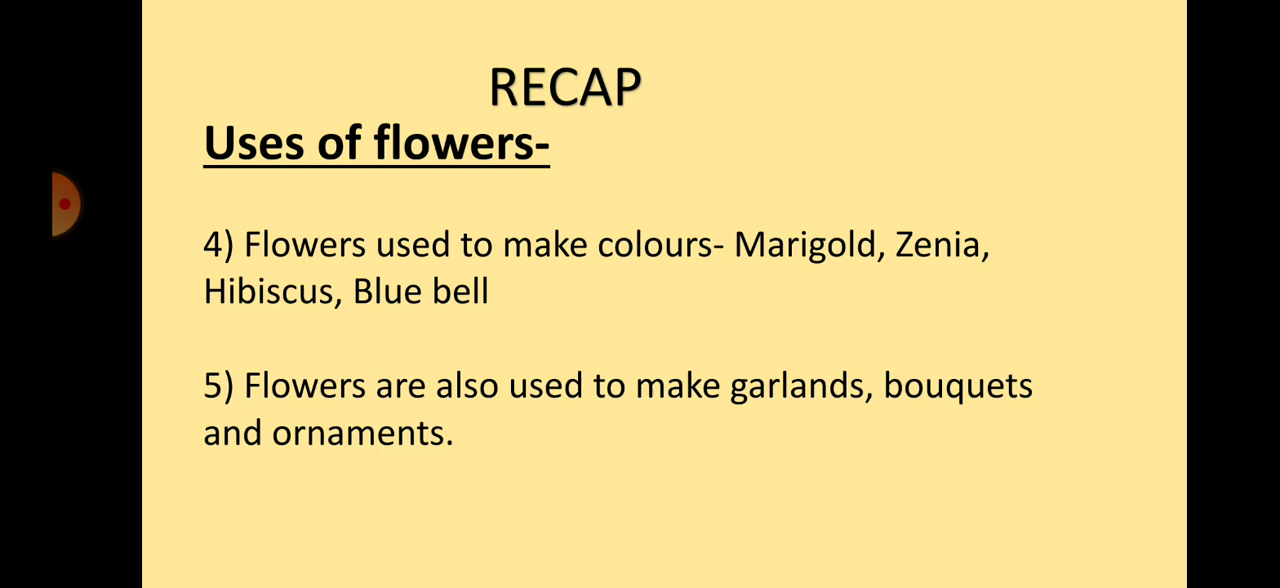 RECAP
Uses of flowers-
4) Flowers used to make colours- Marigold, Zenia,
Hibiscus, Blue bell
5) Flowers are also used to make garlands, bouquets
and ornaments.